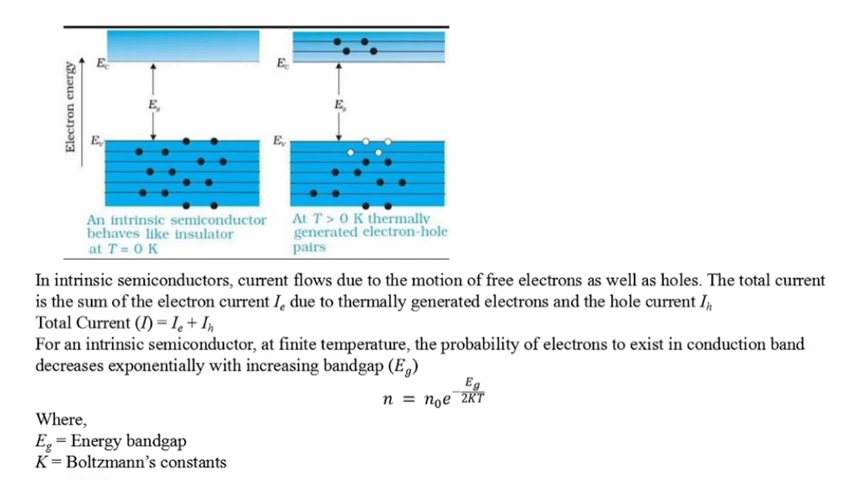 Electron energy
E_c
E_g
E_v
An intrinsic semiconductor
behaves like insulator
at T = 0 K
E_c
E_g
E_v
At T > 0 K thermally
generated electron-hole
pairs
In intrinsic semiconductors, current flows due to the motion of free electrons as well as holes. The total current
is the sum of the electron current I_e due to thermally generated electrons and the hole current I_h
Total Current (I) = I_e + I_h
For an intrinsic semiconductor, at finite temperature, the probability of electrons to exist in conduction band
decreases exponentially with increasing bandgap (E_g)
n = n_0e^{-\frac{E_g}{2KT}}
Where,
E_g = Energy bandgap
K = Boltzmann's constants